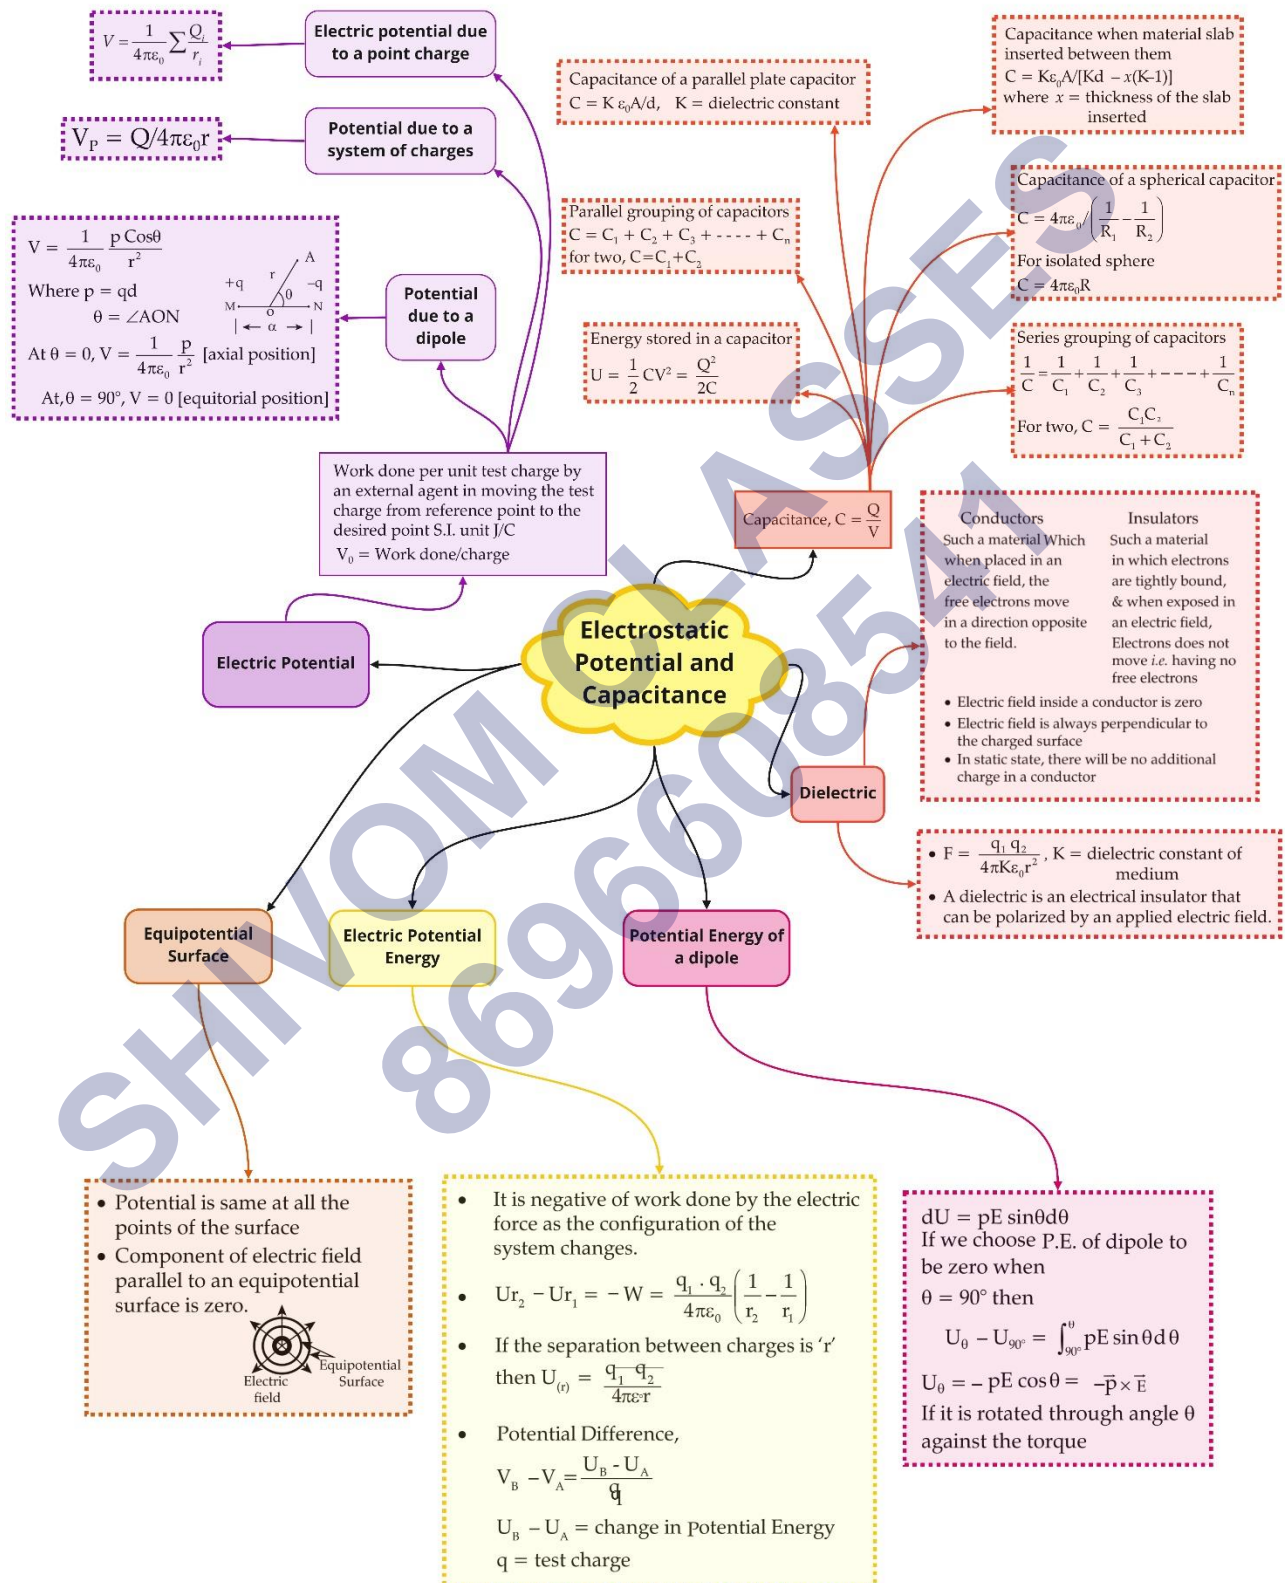 V = 1/4πε₀ ∑ Qᵢ/rᵢ
Electric potential due
to a point charge
V_P = Q/4πε₀r
Potential due to a
system of charges
V = 1/4πε₀ p Cosθ/r²
Where p = qd
θ = ∠AON
A
r
+q
θ
–q
M
O
N
α
At θ = 0, V = 1/4πε₀ p/r² [axial position]
At, θ = 90°, V = 0 [equitorial position]
Potential
due to a
dipole
Work done per unit test charge by
an external agent in moving the test
charge from reference point to the
desired point S.I. unit J/C
V₀ = Work done/charge
Electric Potential
Capacitance of a parallel plate capacitor
C = K ε₀A/d, K = dielectric constant
Capacitance when material slab
inserted between them
C = Kε₀A/[Kd – x(K-1)]
where x = thickness of the slab
inserted
Parallel grouping of capacitors
C = C₁ + C₂ + C₃ + - - - - + Cₙ
for two, C=C₁+C₂
Capacitance of a spherical capacitor
C = 4πε₀/(1/R₁ – 1/R₂)
For isolated sphere
C = 4πε₀R
Energy stored in a capacitor
U = 1/2 CV² = Q²/2C
Series grouping of capacitors
1/C = 1/C₁ + 1/C₂ + 1/C₃ + - - - - + 1/Cₙ
For two, C = C₁C₂/C₁ + C₂
Capacitance, C = Q/V
Electrostatic
Potential and
Capacitance
Conductors
Such a material Which
when placed in an
electric field, the
free electrons move
in a direction opposite
to the field.
Insulators
Such a material
in which electrons
are tightly bound,
& when exposed in
an electric field,
Electrons does not
move i.e. having no
free electrons
• Electric field inside a conductor is zero
• Electric field is always perpendicular to
the charged surface
• In static state, there will be no additional
charge in a conductor
Dielectric
• F = q₁ q₂/4πKε₀r² , K = dielectric constant of
medium
• A dielectric is an electrical insulator that
can be polarized by an applied electric field.
Equipotential
Surface
Electric Potential
Energy
Potential Energy of
a dipole
• Potential is same at all the
points of the surface
• Component of electric field
parallel to an equipotential
surface is zero.
Equipotential
Surface
Electric
field
• It is negative of work done by the electric
force as the configuration of the
system changes.
• Ur₂ – Ur₁ = – W = q₁ . q₂/4πε₀ (1/r₂ – 1/r₁)
• If the separation between charges is ‘r’
then U₍ᵣ₎ = q₁ q₂/4πε∘r
• Potential Difference,
V_B – V_A = U_B - U_A/q
U_B – U_A = change in Potential Energy
q = test charge
dU = pE sinθdθ
If we choose P.E. of dipole to
be zero when
θ = 90° then
U_θ – U₉₀° = ∫₉₀°^θ pE sin θ d θ
U_θ = – pE cos θ = –p⃗ × E⃗
If it is rotated through angle θ
against the torque
SHIVOM CLASSES
8696608541